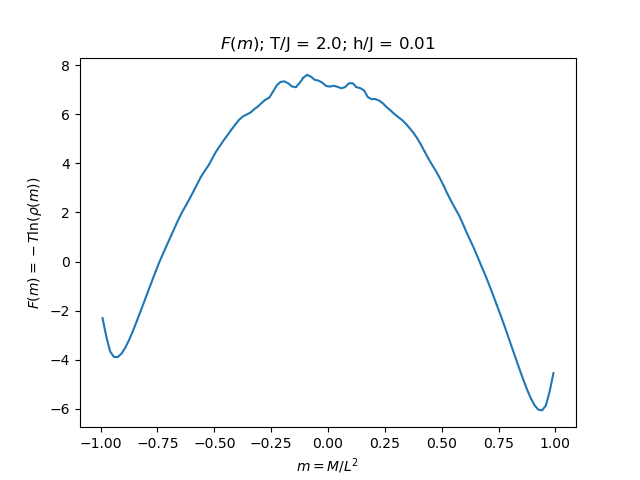 F(m); T/J = 2.0; h/J = 0.01
F(m) = −T ln(ρ(m))
8
6
4
2
0
−2
−4
−6
−1.00 −0.75 −0.50 −0.25 0.00 0.25 0.50 0.75 1.00
m = M/L²